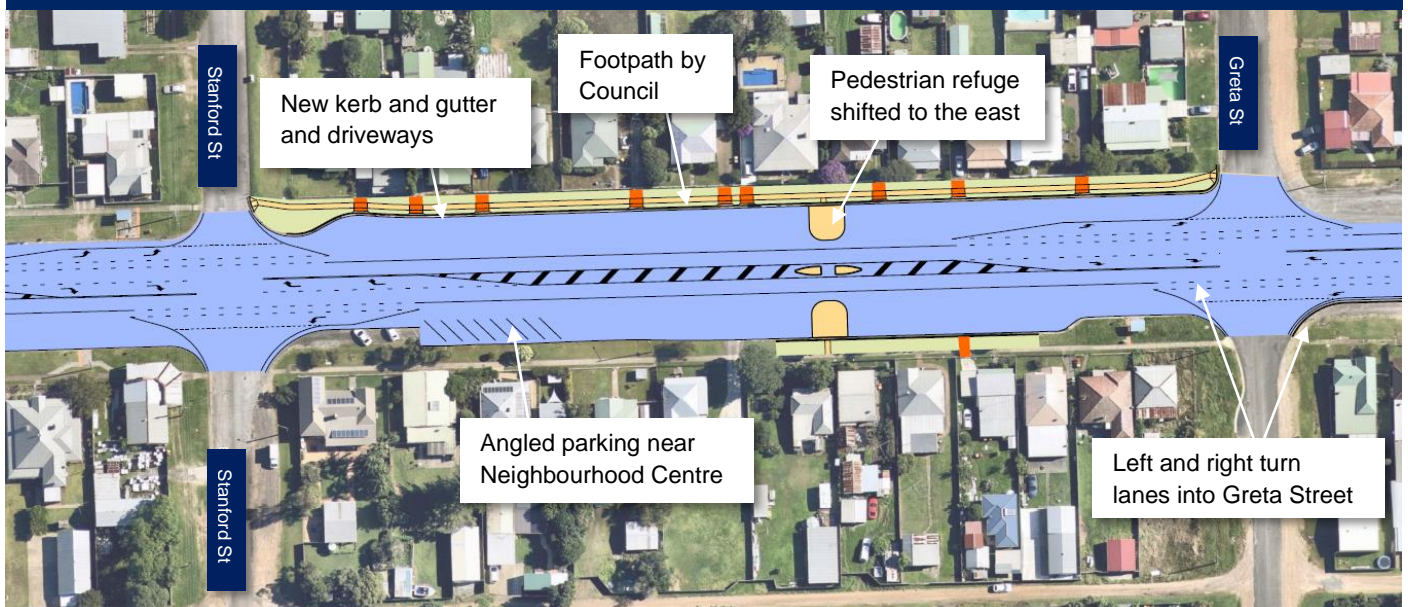 Stanford St
New kerb and gutter
and driveways
Footpath by
Council
Pedestrian refuge
shifted to the east
Greta St
Stanford St
Angled parking near
Neighbourhood Centre
Left and right turn
lanes into Greta Street